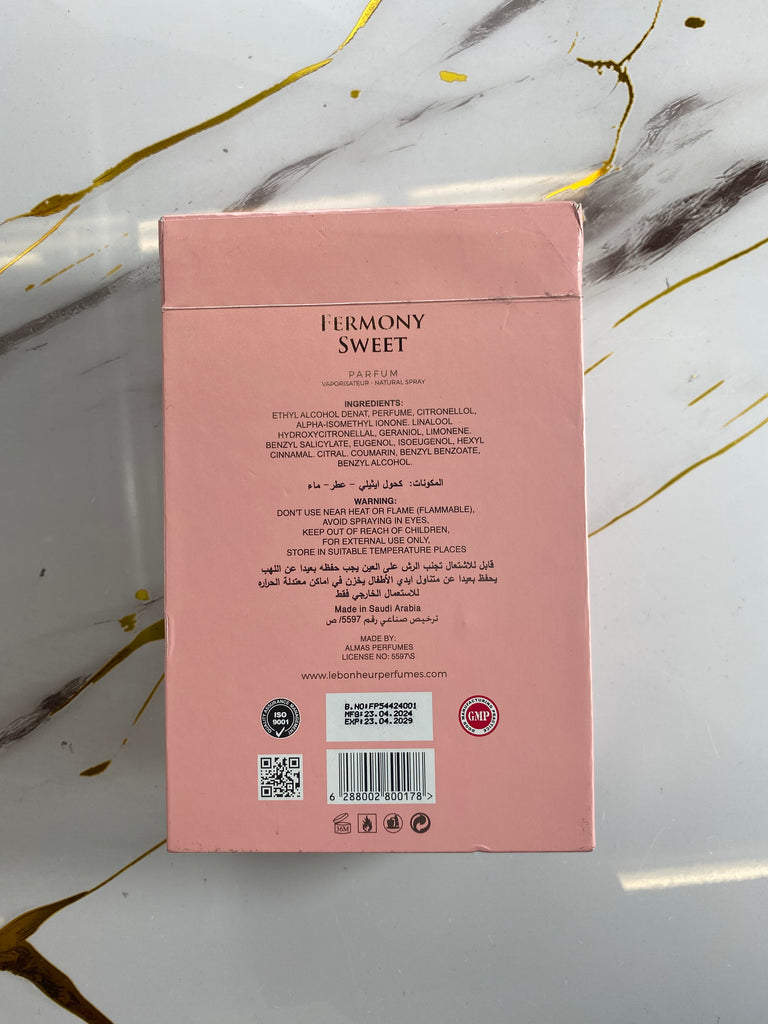 FERMONY
SWEET
PARFUM
VAPORISATEUR - NATURAL SPRAY
INGREDIENTS:
ETHYL ALCOHOL DENAT, PERFUME, CITRONELLOL,
ALPHA-ISOMETHYL IONONE. LINALOOL
HYDROXYCITRONELLAL, GERANIOL, LIMONENE.
BENZYL SALICYLATE, EUGENOL, ISOEUGENOL, HEXYL
CINNAMAL. CITRAL. COUMARIN, BENZYL BENZOATE,
BENZYL ALCOHOL.
المكونات: كحول ايثيلي – عطر– ماء
WARNING:
DON'T USE NEAR HEAT OR FLAME (FLAMMABLE),
AVOID SPRAYING IN EYES,
KEEP OUT OF REACH OF CHILDREN,
FOR EXTERNAL USE ONLY,
STORE IN SUITABLE TEMPERATURE PLACES
قابل للاشتعال تجنب الرش على العين يجب حفظه بعيدا عن اللهب
يحفظ بعيدا عن متناول ايدي الأطفال يخزن في اماكن معتدلة الحراره
للاستعمال الخارجي فقط
Made in Saudi Arabia
ترخيص صناعي رقم 5597/ ص
MADE BY:
ALMAS PERFUMES
LICENSE NO: 5597\S
www.lebonheurperfumes.com
QUALITY ASSURANCE MANAGEMENT
ISO
9001
B.NO:FP54424001
MFG:23.04.2024
EXP:23.04.2029
GOOD MANUFACTURING PRACTICE
GMP
6 288002 800178 >
36M